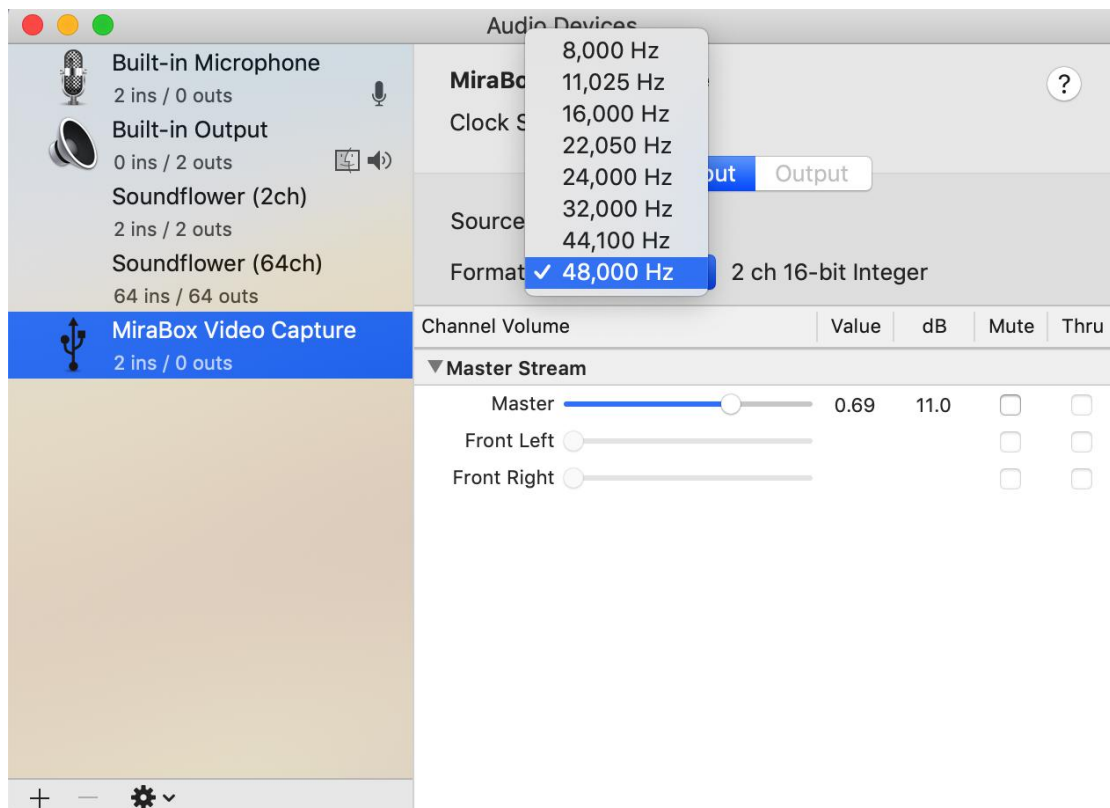 Audio Devices
Built-in Microphone
2 ins / 0 outs
Built-in Output
0 ins / 2 outs
Soundflower (2ch)
2 ins / 2 outs
Soundflower (64ch)
64 ins / 64 outs
MiraBox Video Capture
2 ins / 0 outs
8,000 Hz
11,025 Hz
16,000 Hz
22,050 Hz
24,000 Hz
32,000 Hz
44,100 Hz
✓ 48,000 Hz
?
Clock
Output
Source
Format
2 ch 16-bit Integer
Channel Volume Value dB Mute Thru
▼Master Stream
Master 0.69 11.0
Front Left
Front Right